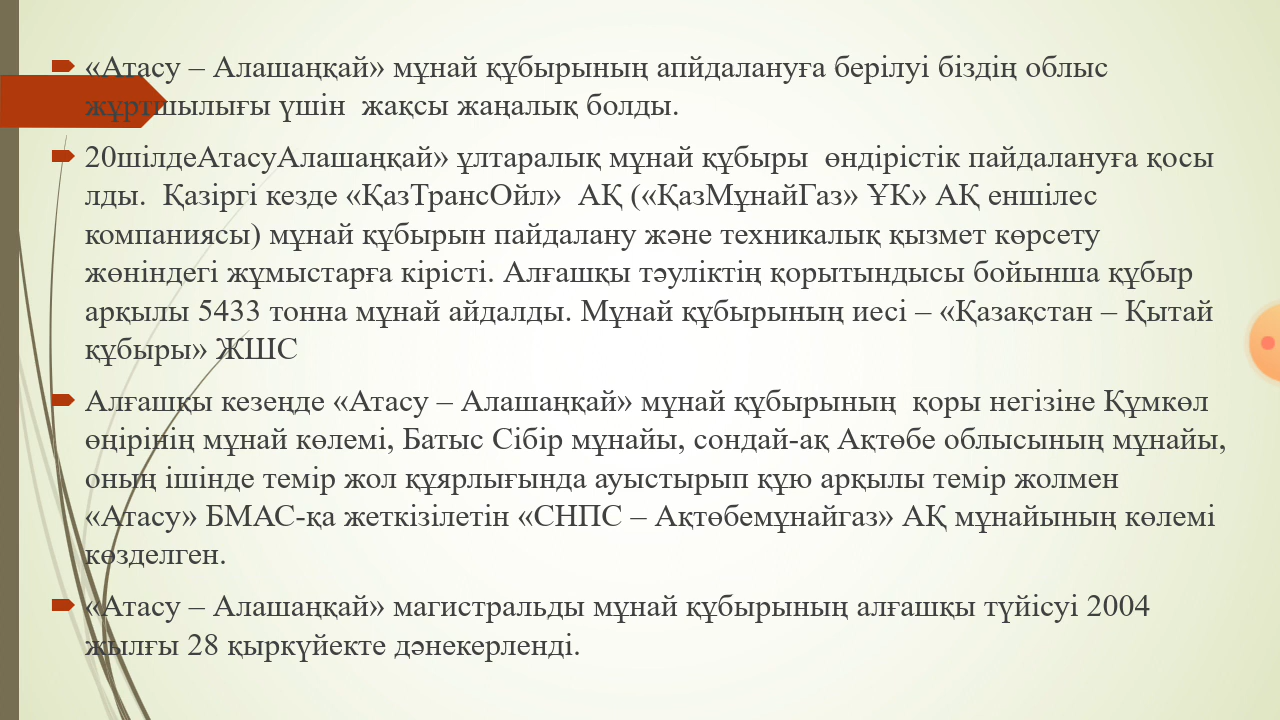 «Атасу – Алашаңқай» мұнай құбырының апйдалануға берілуі біздің облыс
жұртшылығы үшін  жақсы жаңалық болды.
20шілдеАтасуАлашаңқай» ұлтаралық мұнай құбыры  өндірістік пайдалануға қосы
лды.  Қазіргі кезде «ҚазТрансОйл»  АҚ («ҚазМұнайГаз» ҰК» АҚ еншілес
компаниясы) мұнай құбырын пайдалану және техникалық қызмет көрсету
жөніндегі жұмыстарға кірісті. Алғашқы тәуліктің қорытындысы бойынша құбыр
арқылы 5433 тонна мұнай айдалды. Мұнай құбырының иесі – «Қазақстан – Қытай
құбыры» ЖШС
Алғашқы кезеңде «Атасу – Алашаңқай» мұнай құбырының  қоры негізіне Құмкөл
өңірінің мұнай көлемі, Батыс Сібір мұнайы, сондай-ақ Ақтөбе облысының мұнайы,
оның ішінде темір жол құярлығында ауыстырып құю арқылы темір жолмен
«Атасу» БМАС-қа жеткізілетін «СНПС – Ақтөбемұнайгаз» АҚ мұнайының көлемі
көзделген.
«Атасу – Алашаңқай» магистральды мұнай құбырының алғашқы түйісуі 2004
жылғы 28 қыркүйекте дәнекерленді.